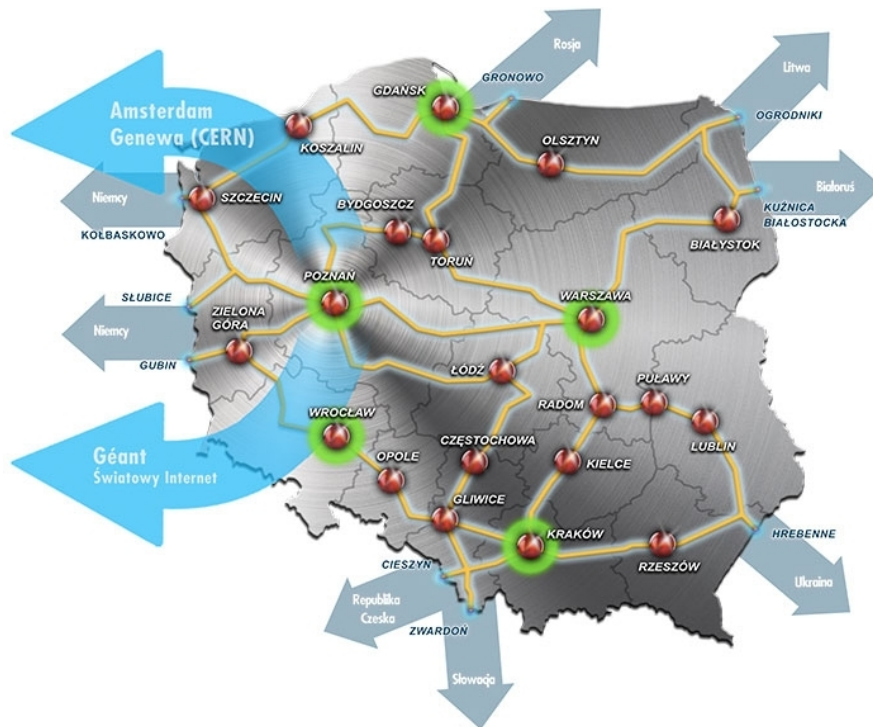 Rosja
Litwa
GDAŃSK
GRONOWO
Amsterdam
Genewa (CERN)
OGRODNIKI
KOSZALIN
OLSZTYN
Niemcy
SZCZECIN
Białoruś
BYDGOSZCZ
KUŹNICA
BIAŁOSTOCKA
KOŁBASKOWO
BIAŁYSTOK
TORUŃ
POZNAŃ
WARSZAWA
SŁUBICE
ZIELONA
GÓRA
Niemcy
GUBIN
ŁÓDŹ
PUŁAWY
RADOM
WROCŁAW
CZĘSTOCHOWA
LUBLIN
Géant
Światowy Internet
OPOLE
KIELCE
GLIWICE
KRAKÓW
HREBENNE
CIESZYN
RZESZÓW
Ukraina
Republika
Czeska
ZWARDOŃ
Słowacja